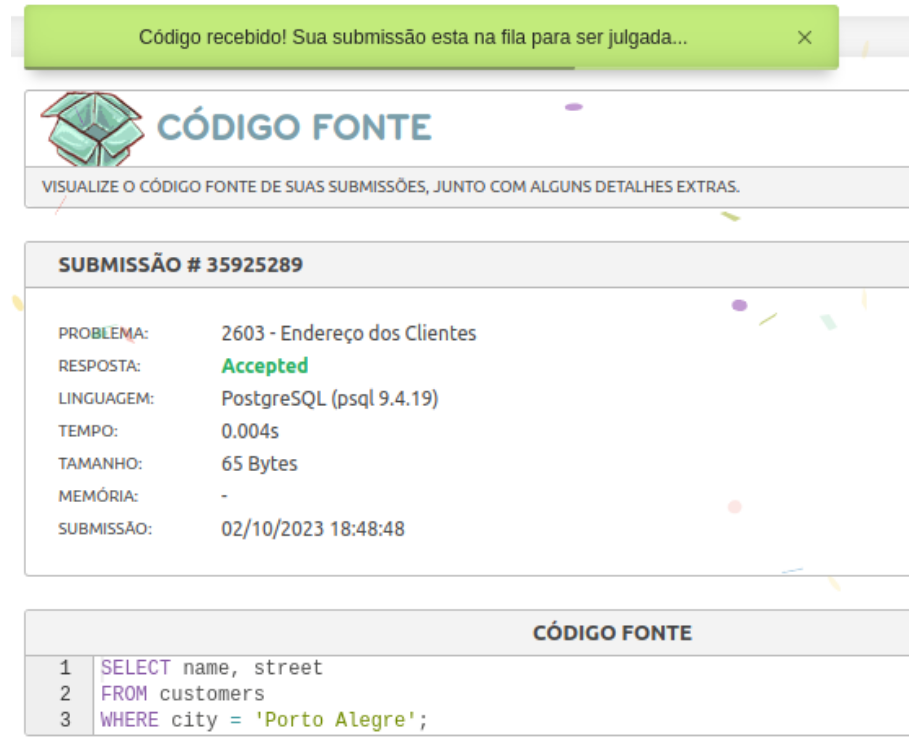 Código recebido! Sua submissão esta na fila para ser julgada...
CÓDIGO FONTE
VISUALIZE O CÓDIGO FONTE DE SUAS SUBMISSÕES, JUNTO COM ALGUNS DETALHES EXTRAS.
SUBMISSÃO # 35925289
PROBLEMA: 2603 - Endereço dos Clientes
RESPOSTA: Accepted
LINGUAGEM: PostgreSQL (psql 9.4.19)
TEMPO: 0.004s
TAMANHO: 65 Bytes
MEMÓRIA: -
SUBMISSÃO: 02/10/2023 18:48:48
CÓDIGO FONTE
1 SELECT name, street
2 FROM customers
3 WHERE city = 'Porto Alegre';